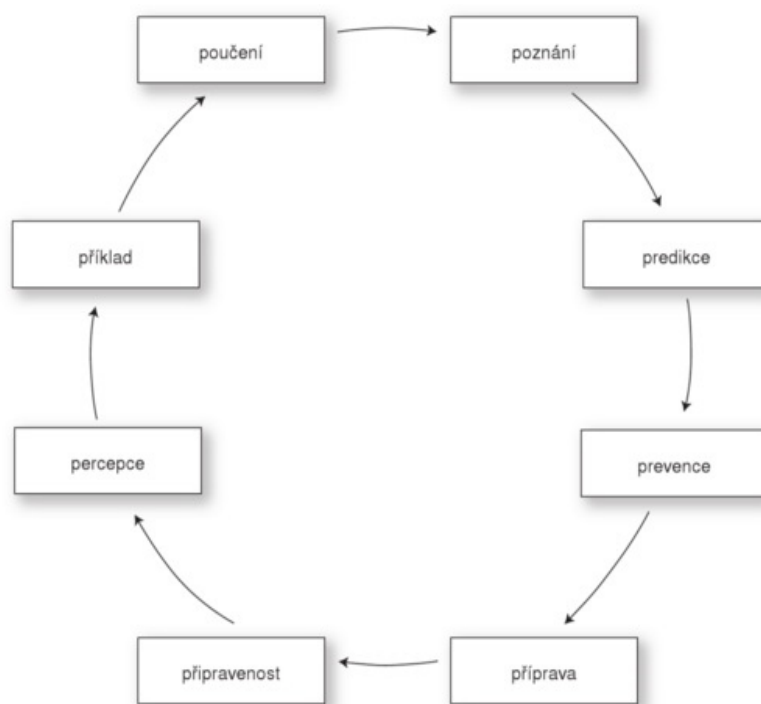 poučení
poznání
predikce
prevence
příprava
připravenost
percepce
příklad